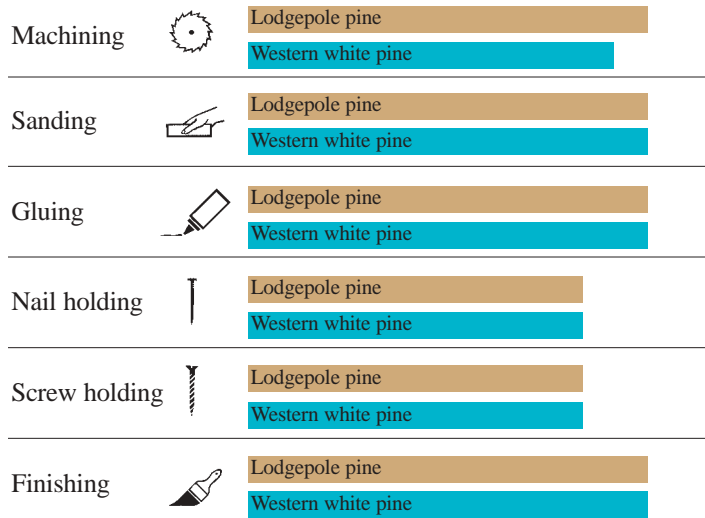 Machining
Lodgepole pine
Western white pine
Sanding
Lodgepole pine
Western white pine
Gluing
Lodgepole pine
Western white pine
Nail holding
Lodgepole pine
Western white pine
Screw holding
Lodgepole pine
Western white pine
Finishing
Lodgepole pine
Western white pine